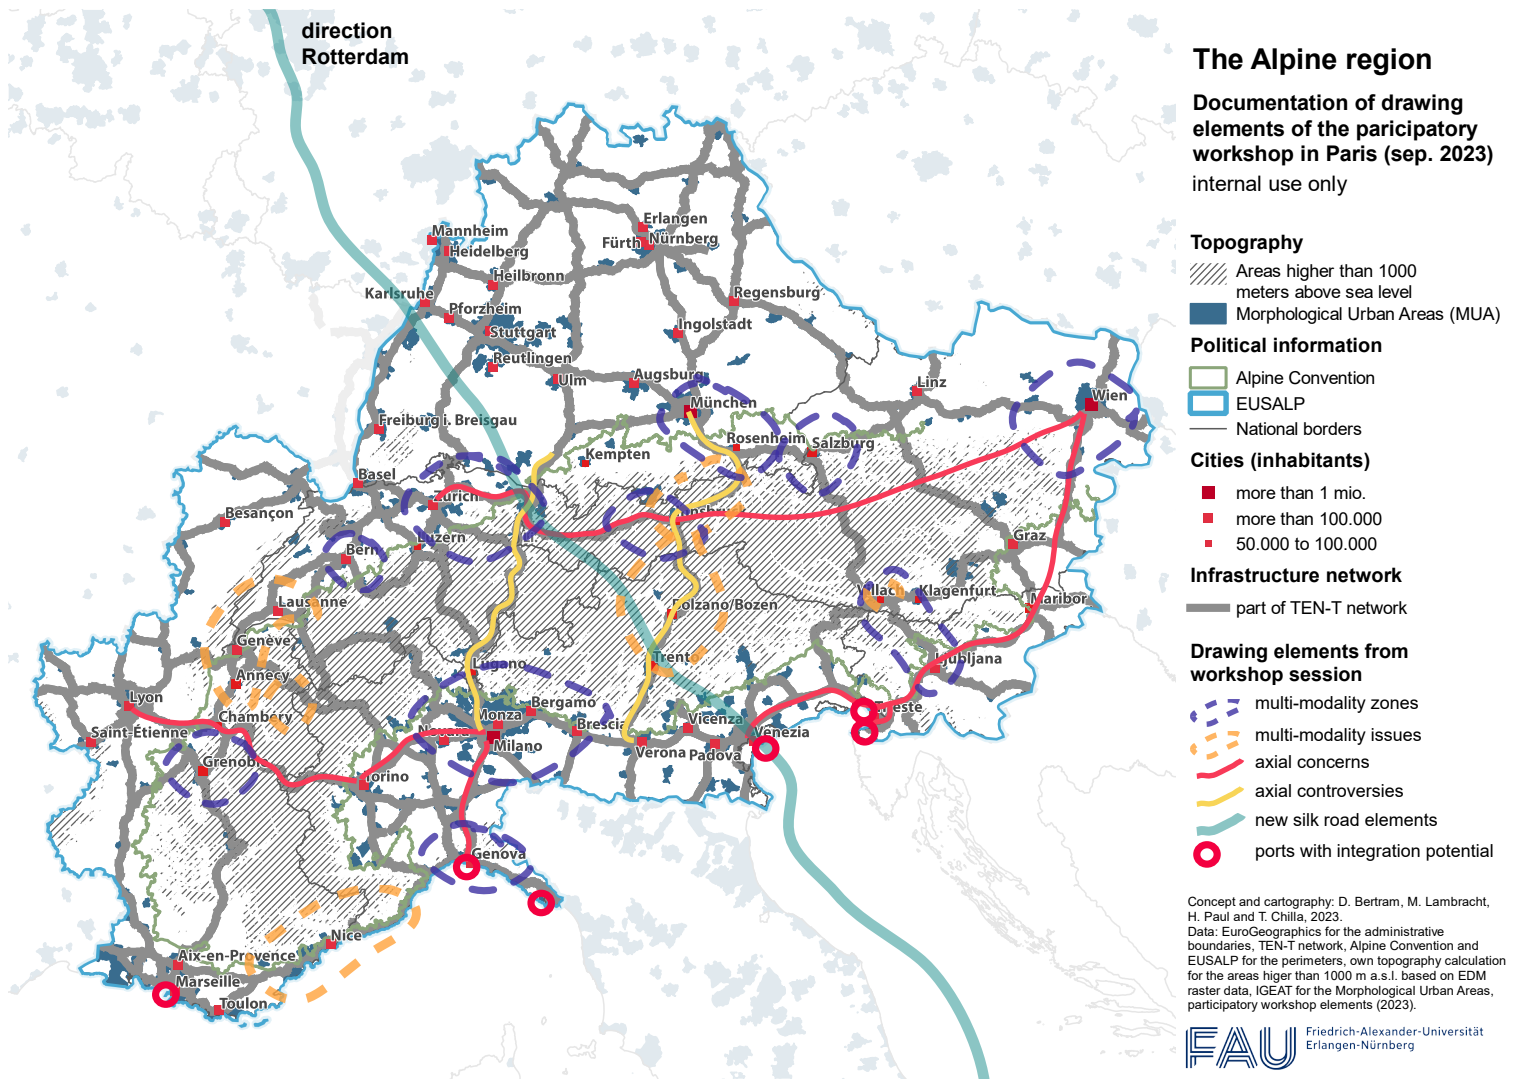 direction
Rotterdam
The Alpine region
Documentation of drawing
elements of the paricipatory
workshop in Paris (sep. 2023)
internal use only
Topography
Areas higher than 1000
meters above sea level
Morphological Urban Areas (MUA)
Political information
Alpine Convention
EUSALP
National borders
Cities (inhabitants)
more than 1 mio.
more than 100.000
50.000 to 100.000
Infrastructure network
part of TEN-T network
Drawing elements from
workshop session
multi-modality zones
multi-modality issues
axial concerns
axial controversies
new silk road elements
ports with integration potential
Concept and cartography: D. Bertram, M. Lambracht,
H. Paul and T. Chilla, 2023.
Data: EuroGeographics for the administrative
boundaries, TEN-T network, Alpine Convention and
EUSALP for the perimeters, own topography calculation
for the areas higer than 1000 m a.s.l. based on EDM
raster data, IGEAT for the Morphological Urban Areas,
participatory workshop elements (2023).
FAU
Friedrich-Alexander-Universität
Erlangen-Nürnberg
Erlangen
Mannheim
Fürth
Nürnberg
Heidelberg
Heilbronn
Karlsruhe
Regensburg
Pforzheim
Stuttgart
Ingolstadt
Reutlingen
Ulm
Augsburg
Linz
München
Wien
Freiburg i. Breisgau
Rosenheim
Salzburg
Kempten
Basel
Zürich
Besançon
Innsbruck
Luzern
Graz
Bern
Villach
Klagenfurt
Lausanne
Bolzano/Bozen
Maribor
Genève
Trento
Ljubljana
Lugano
Annecy
Lyon
Bergamo
Trieste
Chambéry
Monza
Vicenza
Saint-Étienne
Novara
Brescia
Venezia
Milano
Verona
Padova
Grenoble
Torino
Genova
Nice
Aix-en-Provence
Marseille
Toulon